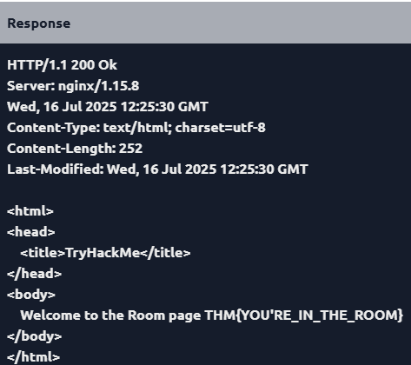 Response
HTTP/1.1 200 Ok
Server: nginx/1.15.8
Wed, 16 Jul 2025 12:25:30 GMT
Content-Type: text/html; charset=utf-8
Content-Length: 252
Last-Modified: Wed, 16 Jul 2025 12:25:30 GMT
<html>
<head>
<title>TryHackMe</title>
</head>
<body>
Welcome to the Room page THM{YOU'RE_IN_THE_ROOM}
</body>
</html>